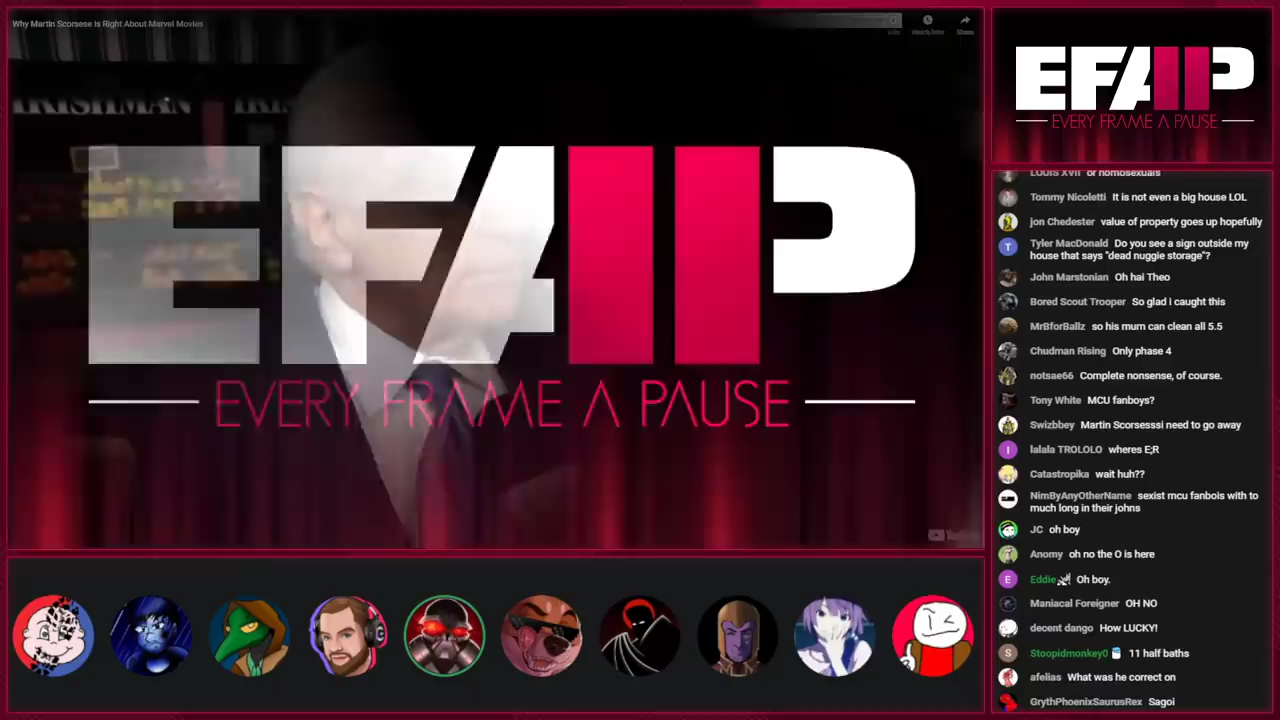 Why Martin Scorsese Is Right About Marvel Movies
Watch later
Share
IRISHMAN
EFAP
EVERY FRAME A PAUSE
EFAP
EVERY FRAME A PAUSE
LOUIS XVII or homosexuals
Tommy Nicoletti It is not even a big house LOL
jon Chedester value of property goes up hopefully
Tyler MacDonald Do you see a sign outside my
house that says "dead nuggie storage"?
John Marstonian Oh hai Theo
Bored Scout Trooper So glad i caught this
MrBforBallz so his mum can clean all 5.5
Chudman Rising Only phase 4
notsae66 Complete nonsense, of course.
Tony White MCU fanboys?
Swizbbey Martin Scorsesssi need to go away
lalala TROLOLO wheres E;R
Catastropika wait huh??
NimByAnyOtherName sexist mcu fanbois with to
much long in their johns
JC oh boy
Anomy oh no the O is here
Eddie Oh boy.
Maniacal Foreigner OH NO
decent dango How LUCKY!
Stoopidmonkey0 11 half baths
afelias What was he correct on
GrythPhoenixSaurusRex Sagoi